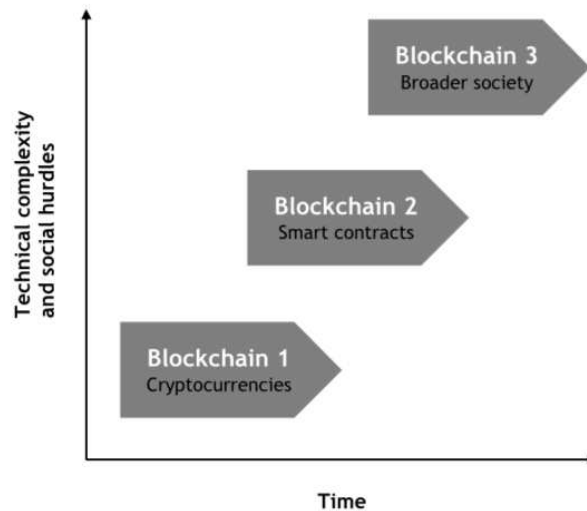 Blockchain 3
Broader society
Technical complexity
and social hurdles
Blockchain 2
Smart contracts
Blockchain 1
Cryptocurrencies
Time